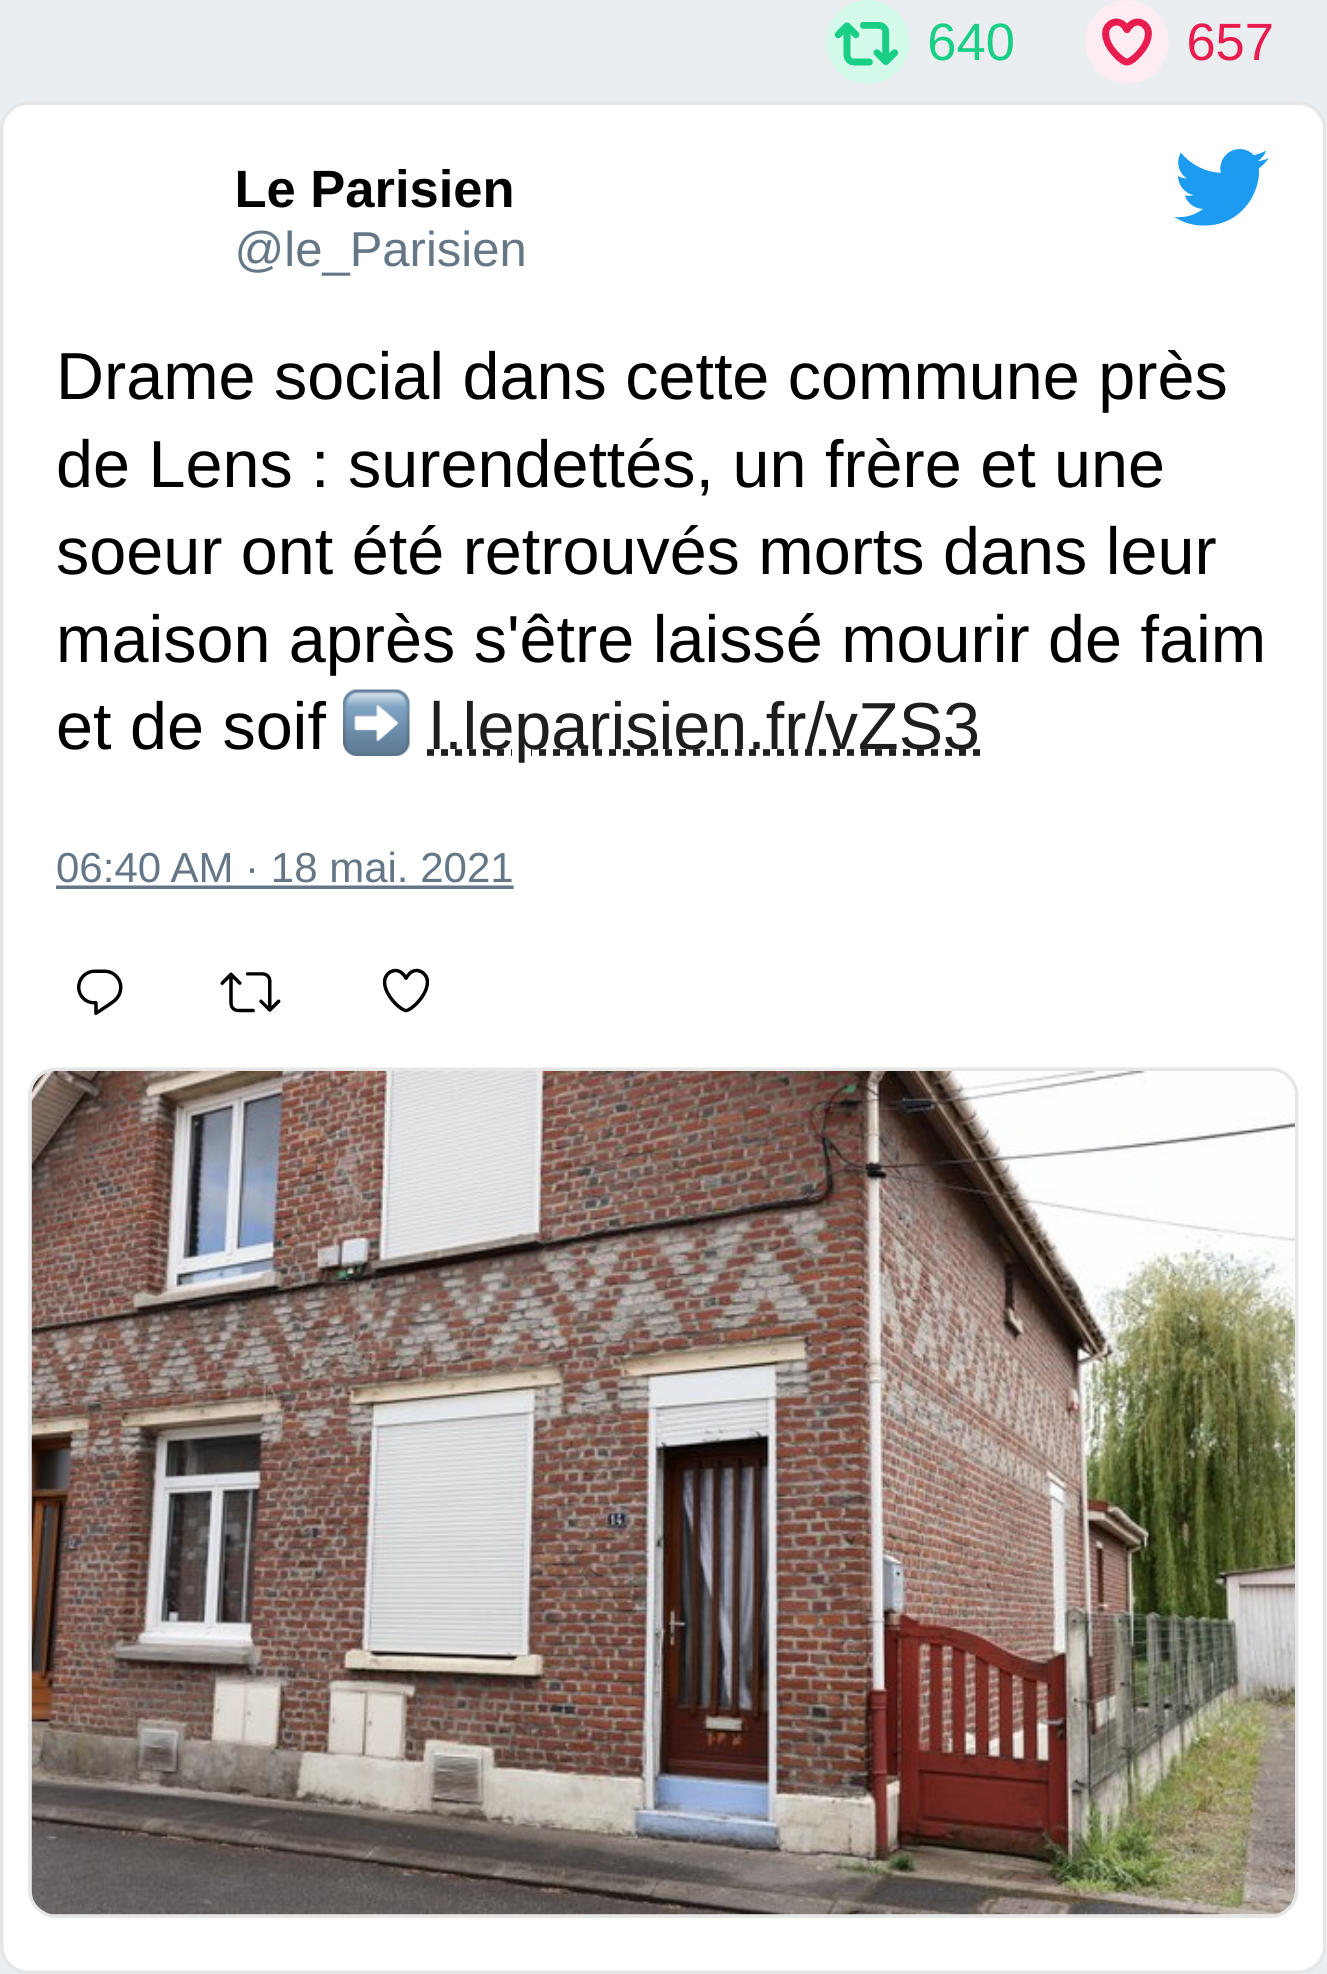 640 657
Le Parisien
@le_Parisien
Drame social dans cette commune près
de Lens : surendettés, un frère et une
soeur ont été retrouvés morts dans leur
maison après s'être laissé mourir de faim
et de soif ➡️ l.leparisien.fr/vZS3
06:40 AM · 18 mai. 2021